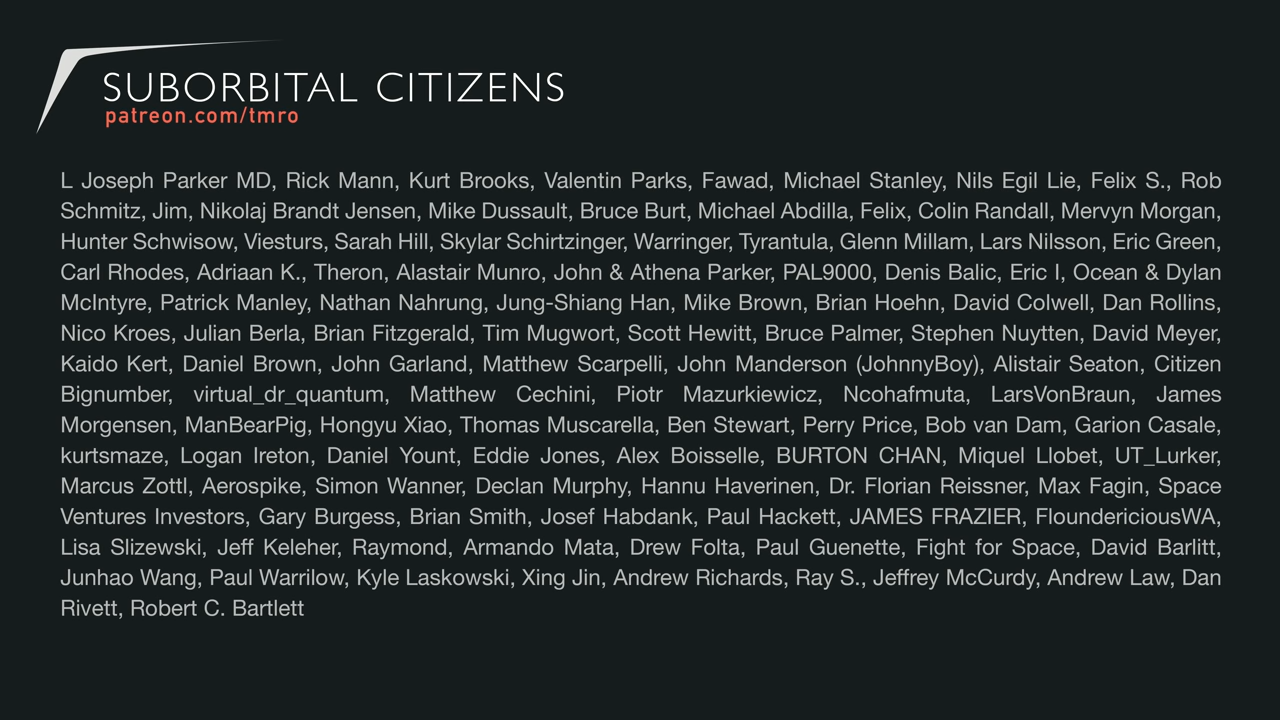 SUBORBITAL CITIZENS
patreon.com/tmro
L Joseph Parker MD, Rick Mann, Kurt Brooks, Valentin Parks, Fawad, Michael Stanley, Nils Egil Lie, Felix S., Rob
Schmitz, Jim, Nikolaj Brandt Jensen, Mike Dussault, Bruce Burt, Michael Abdilla, Felix, Colin Randall, Mervyn Morgan,
Hunter Schwisow, Viesturs, Sarah Hill, Skylar Schirtzinger, Warringer, Tyrantula, Glenn Millam, Lars Nilsson, Eric Green,
Carl Rhodes, Adriaan K., Theron, Alastair Munro, John & Athena Parker, PAL9000, Denis Balic, Eric I, Ocean & Dylan
McIntyre, Patrick Manley, Nathan Nahrung, Jung-Shiang Han, Mike Brown, Brian Hoehn, David Colwell, Dan Rollins,
Nico Kroes, Julian Berla, Brian Fitzgerald, Tim Mugwort, Scott Hewitt, Bruce Palmer, Stephen Nuytten, David Meyer,
Kaido Kert, Daniel Brown, John Garland, Matthew Scarpelli, John Manderson (JohnnyBoy), Alistair Seaton, Citizen
Bignumber, virtual_dr_quantum, Matthew Cechini, Piotr Mazurkiewicz, Ncohafmuta, LarsVonBraun, James
Morgensen, ManBearPig, Hongyu Xiao, Thomas Muscarella, Ben Stewart, Perry Price, Bob van Dam, Garion Casale,
kurtsmaze, Logan Ireton, Daniel Yount, Eddie Jones, Alex Boisselle, BURTON CHAN, Miquel Llobet, UT_Lurker,
Marcus Zottl, Aerospike, Simon Wanner, Declan Murphy, Hannu Haverinen, Dr. Florian Reissner, Max Fagin, Space
Ventures Investors, Gary Burgess, Brian Smith, Josef Habdank, Paul Hackett, JAMES FRAZIER, FloundericiousWA,
Lisa Slizewski, Jeff Keleher, Raymond, Armando Mata, Drew Folta, Paul Guenette, Fight for Space, David Barlitt,
Junhao Wang, Paul Warrilow, Kyle Laskowski, Xing Jin, Andrew Richards, Ray S., Jeffrey McCurdy, Andrew Law, Dan
Rivett, Robert C. Bartlett